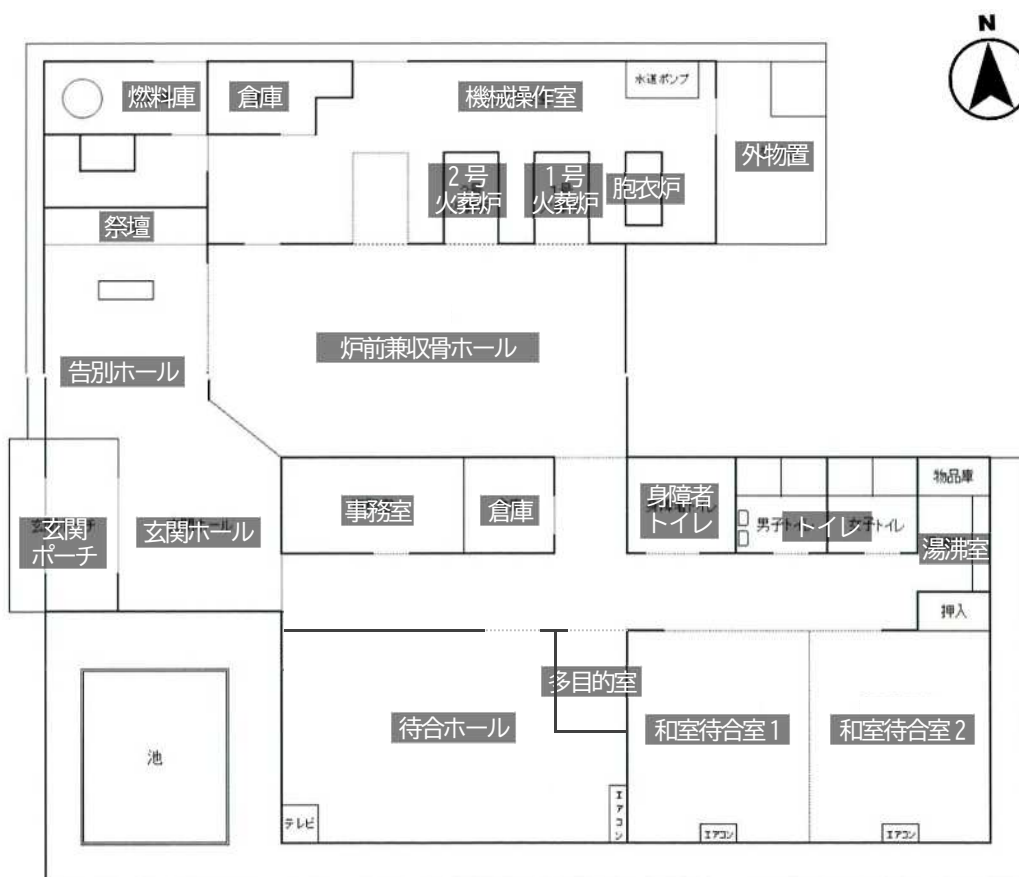 N
燃料庫
倉庫
機械操作室
水道ポンプ
外物置
2号
火葬炉
1号
火葬炉
胞衣炉
祭壇
炉前兼収骨ホール
告別ホール
玄関
ポーチ
玄関ホール
事務室
倉庫
身障者
トイレ
男子トイレ
トイレ
女子トイレ
物品庫
湯沸室
押入
多目的室
待合ホール
和室待合室1
和室待合室2
池
テレビ
エアコン
エアコン
エアコン